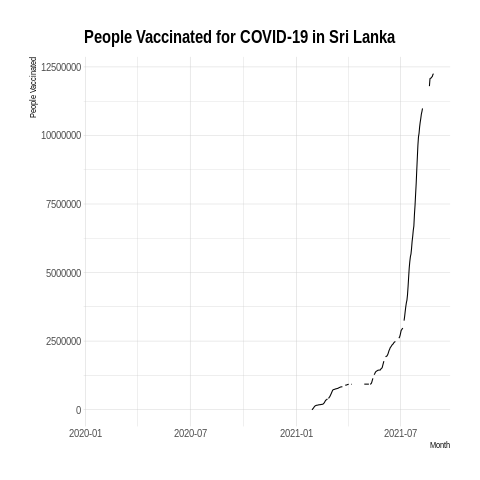 People Vaccinated for COVID-19 in Sri Lanka
People Vaccinated
12500000
10000000
7500000
5000000
2500000
0
2020-01 2020-07 2021-01 2021-07
Month